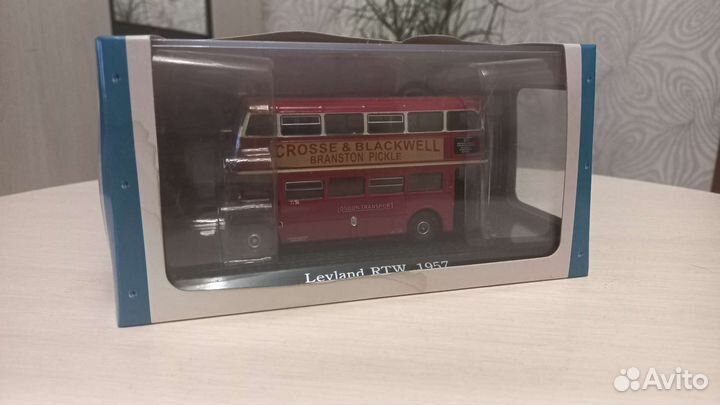 CROSSE & BLACKWELL
BRANSTON PICKLE
LONDON TRANSPORT
Leyland RTW 1957
Avito